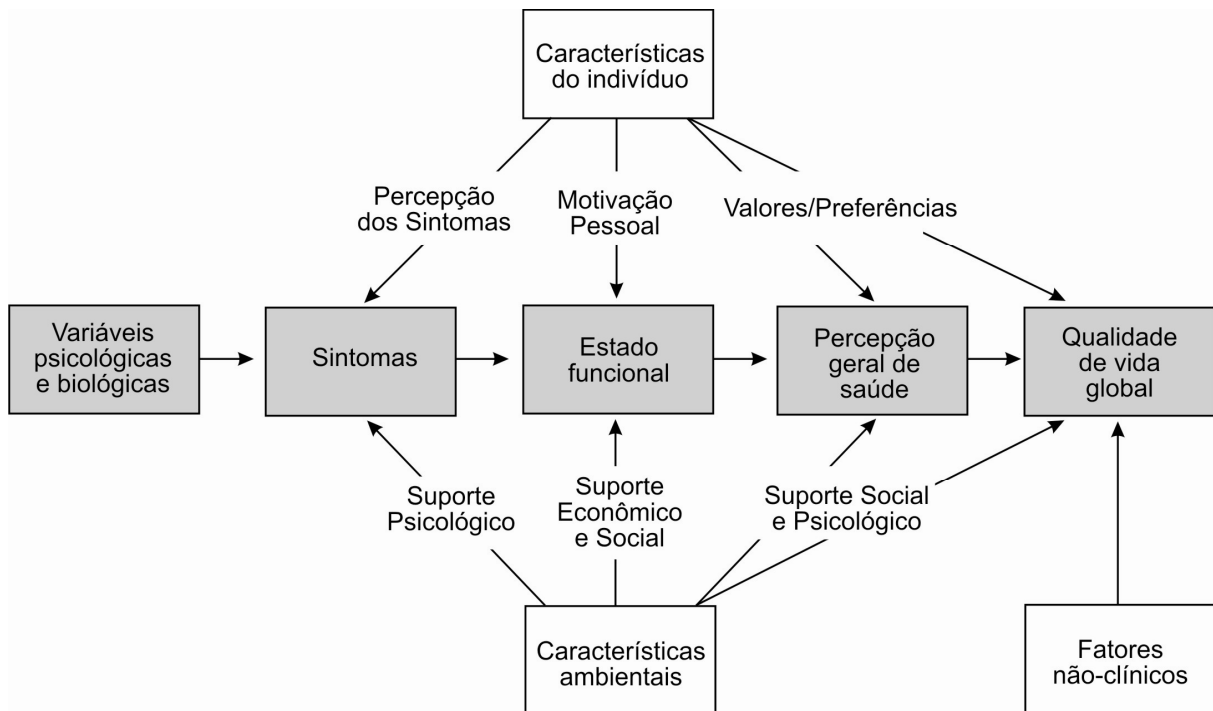 Características
do indivíduo
Percepção
dos Sintomas
Motivação
Pessoal
Valores/Preferências
Variáveis
psicológicas
e biológicas
Sintomas
Estado
funcional
Percepção
geral de
saúde
Qualidade
de vida
global
Suporte
Psicológico
Suporte
Econômico
e Social
Suporte Social
e Psicológico
Características
ambientais
Fatores
não-clínicos